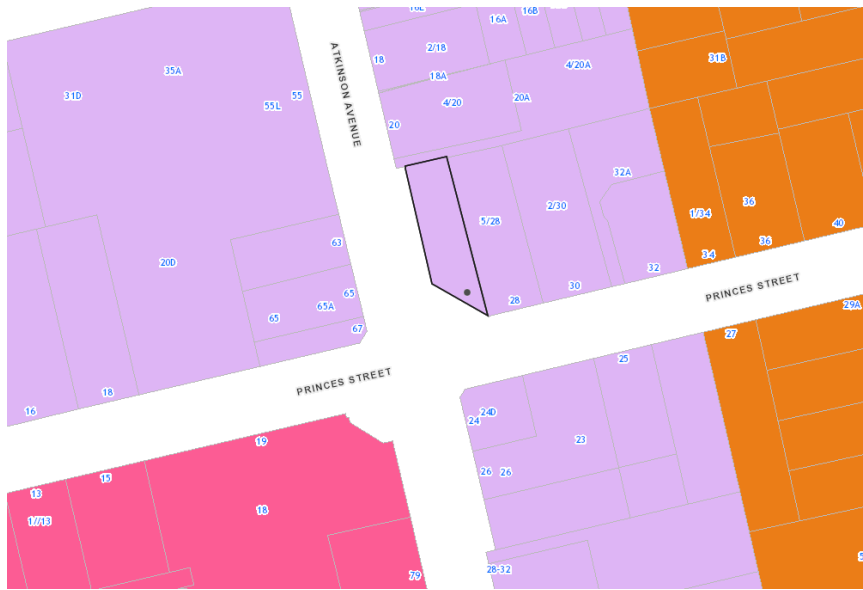 16A
16B
2/18
18
35A
31D
55
55L
18A
4/20
20A
4/20A
31B
20
ATKINSON AVENUE
32A
5/28
2/30
1/34
36
40
34
36
32
30
28
20D
63
65
65A
65
67
PRINCES STREET
PRINCES STREET
29A
27
25
16
18
24D
24
23
26
26
19
15
13
1//13
18
79
28-32